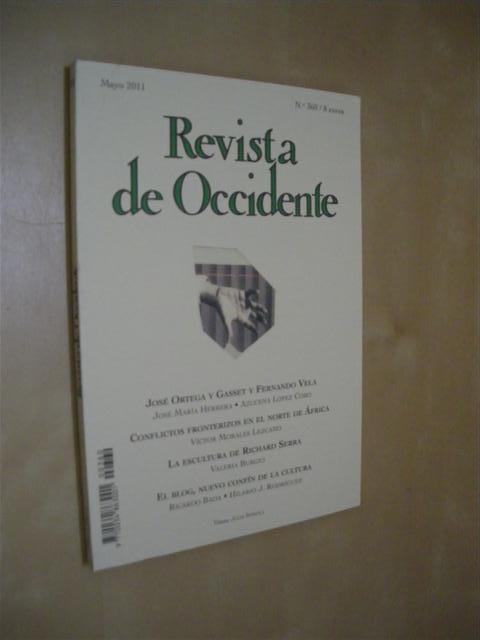 Mayo 2011
N.º 360 / 8 euros
Revista
de Occidente
JOSÉ ORTEGA Y GASSET Y FERNANDO VELA
JOSÉ MARÍA HERRERA • AZUCENA LÓPEZ COBO
CONFLICTOS FRONTERIZOS EN EL NORTE DE ÁFRICA
VÍCTOR MORALES LEZCANO
LA ESCULTURA DE RICHARD SERRA
VALERIA BURGIO
EL BLOG, NUEVO CONFÍN DE LA CULTURA
RICARDO BADA • HILARIO J. RODRÍGUEZ